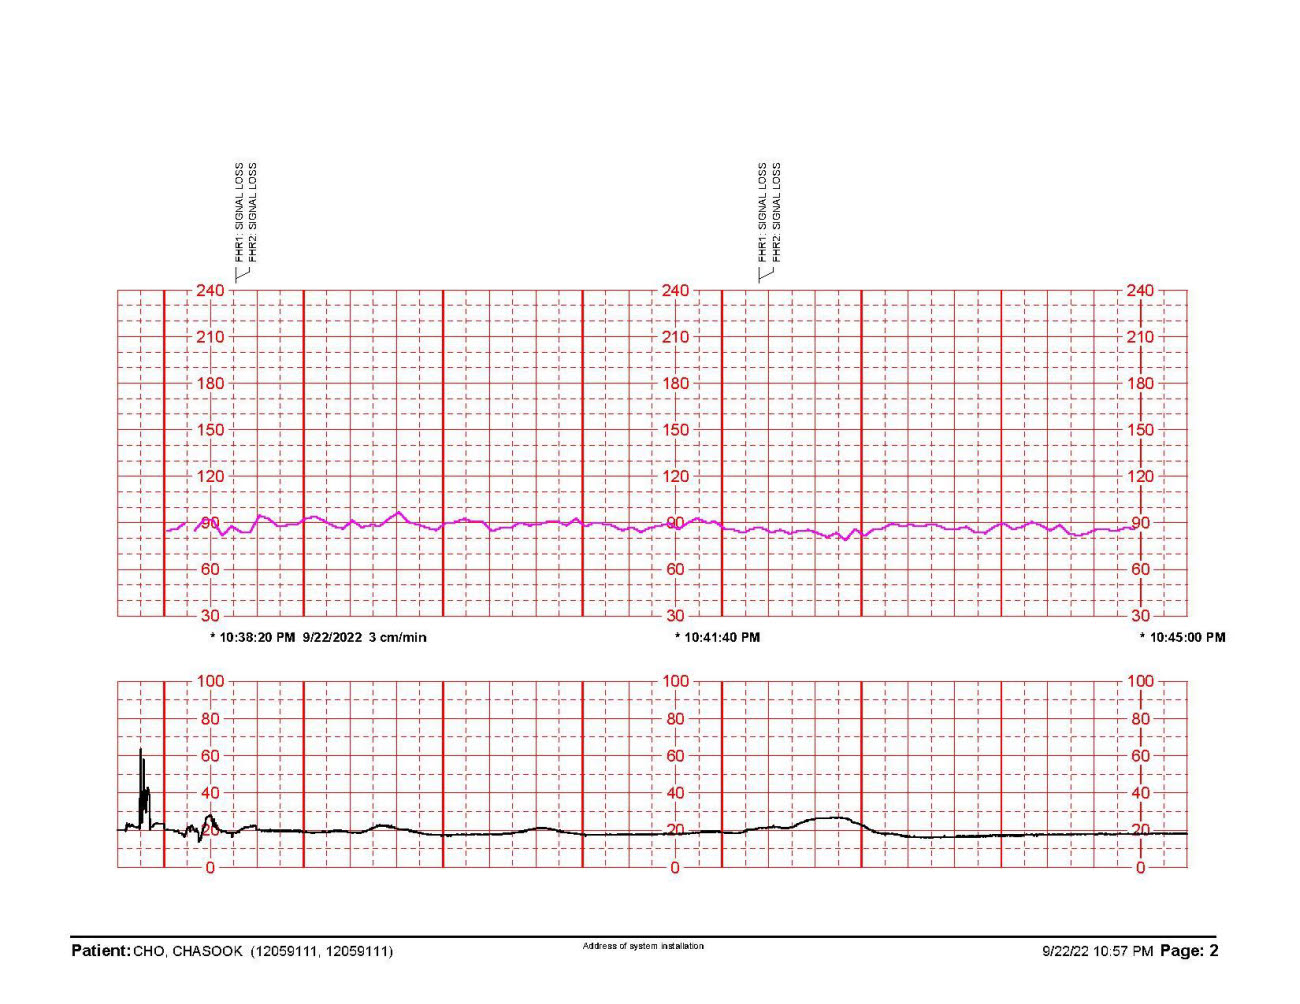 FHR1: SIGNAL LOSS
FHR2: SIGNAL LOSS
FHR1: SIGNAL LOSS
FHR2: SIGNAL LOSS
240 240 240
210 210 210
180 180 180
150 150 150
120 120 120
90 90 90
60 60 60
30 30 30
* 10:38:20 PM 9/22/2022 3 cm/min * 10:41:40 PM * 10:45:00 PM
100 100 100
80 80 80
60 60 60
40 40 40
20 20 20
0 0 0
Patient: CHO, CHASOOK (12059111, 12059111) Address of system installation 9/22/22 10:57 PM Page: 2